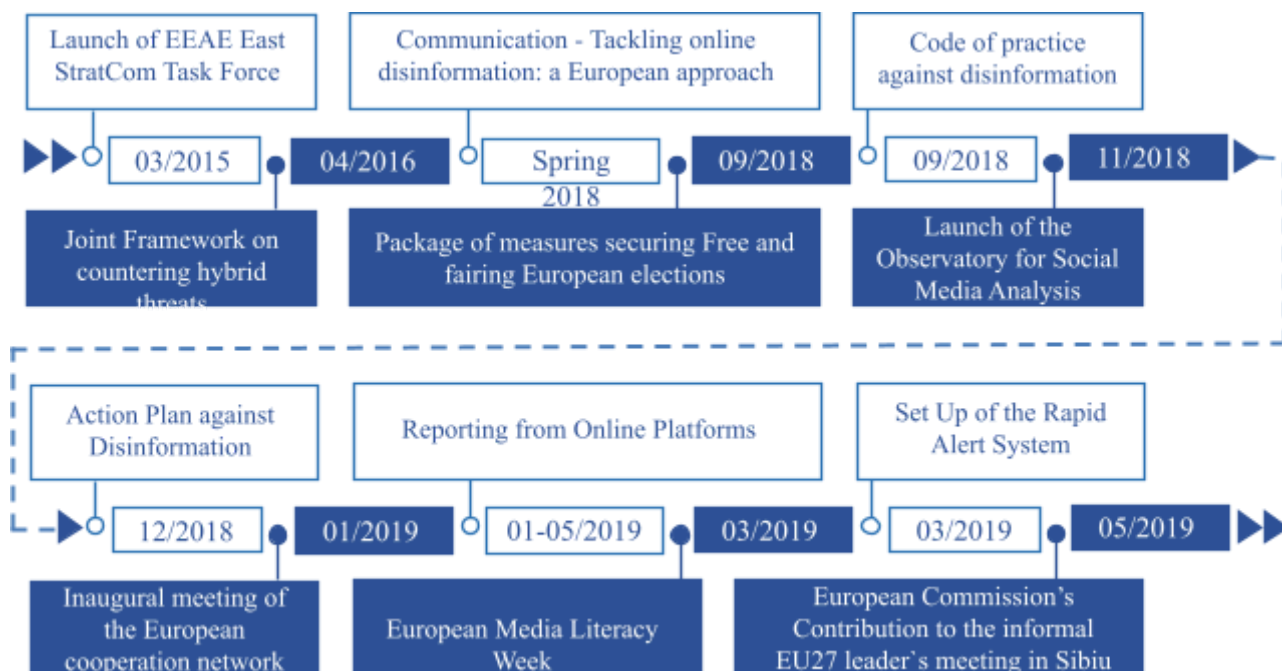 Launch of EEAE East
StratCom Task Force
Communication - Tackling online
disinformation: a European approach
Code of practice
against disinformation
03/2015
04/2016
Spring
2018
09/2018
09/2018
11/2018
Joint Framework on
countering hybrid
threats
Package of measures securing Free and
fairing European elections
Launch of the
Observatory for Social
Media Analysis
Action Plan against
Disinformation
Reporting from Online Platforms
Set Up of the Rapid
Alert System
12/2018
01/2019
01-05/2019
03/2019
03/2019
05/2019
Inaugural meeting of
the European
cooperation network
European Media Literacy
Week
European Commission’s
Contribution to the informal
EU27 leader`s meeting in Sibiu